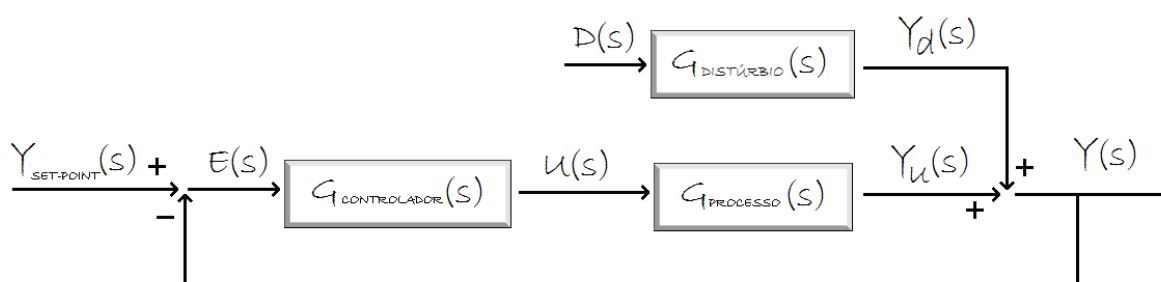 D(s)
G DISTÚRBIO (s)
Yd(s)
Y SET-POINT (s) +
E(s)
G CONTROLADOR (s)
U(s)
G PROCESSO (s)
Yu(s)
+
Y(s)
−
+